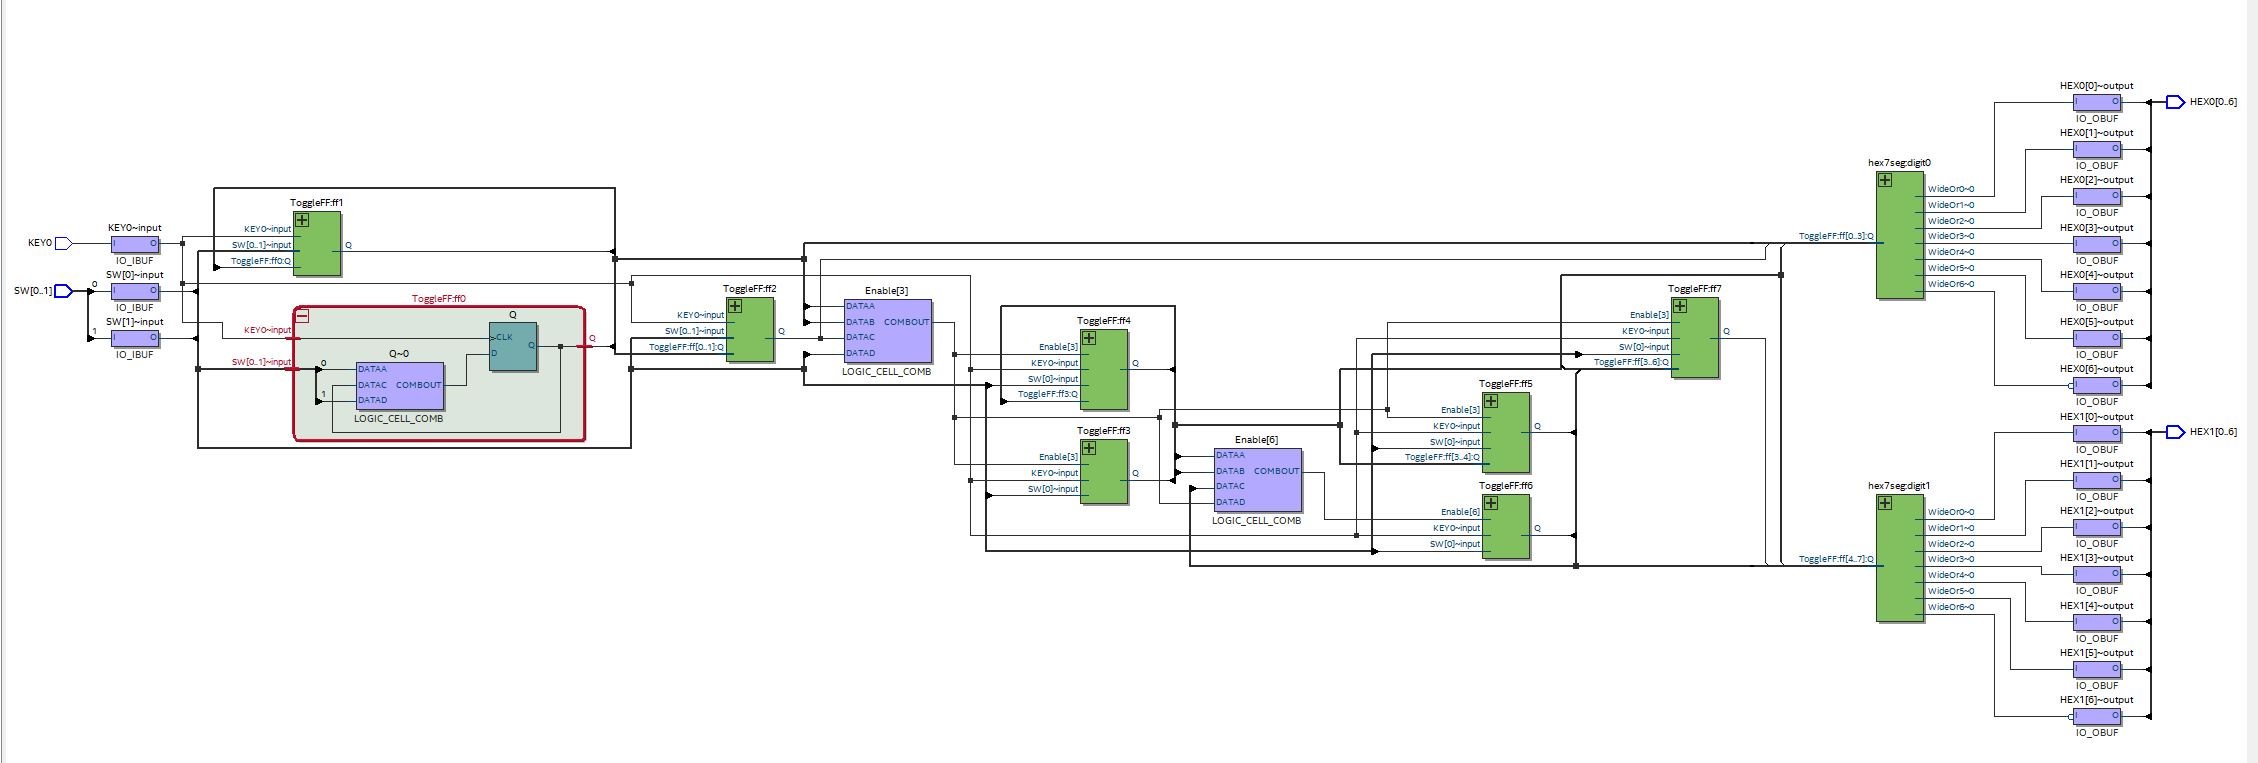 KEY0
SW[0..1]
KEY0~input
I
O
IO_IBUF
SW[0]~input
0
I
O
IO_IBUF
SW[1]~input
1
I
O
IO_IBUF
ToggleFF:ff1
KEY0~input
SW[0..1]~input
ToggleFF:ff0:Q
Q
ToggleFF:ff0
KEY0~input
SW[0..1]~input
0
1
Q~0
DATAA
DATAC
DATAD
COMBOUT
LOGIC_CELL_COMB
Q
CLK
D
Q
Q
ToggleFF:ff2
KEY0~input
SW[0..1]~input
ToggleFF:ff[0..1]:Q
Q
Enable[3]
DATAA
DATAB
DATAC
DATAD
COMBOUT
LOGIC_CELL_COMB
ToggleFF:ff4
Enable[3]
KEY0~input
SW[0]~input
ToggleFF:ff3:Q
Q
ToggleFF:ff3
Enable[3]
KEY0~input
SW[0]~input
Q
Enable[6]
DATAA
DATAB
DATAC
DATAD
COMBOUT
LOGIC_CELL_COMB
ToggleFF:ff7
Enable[3]
KEY0~input
SW[0]~input
ToggleFF:ff[3..6]:Q
Q
ToggleFF:ff5
Enable[3]
KEY0~input
SW[0]~input
ToggleFF:ff[3..4]:Q
Q
ToggleFF:ff6
Enable[6]
KEY0~input
SW[0]~input
Q
hex7seg:digit0
ToggleFF:ff[0..3]:Q
WideOr0~0
WideOr1~0
WideOr2~0
WideOr3~0
WideOr4~0
WideOr5~0
WideOr6~0
hex7seg:digit1
ToggleFF:ff[4..7]:Q
WideOr0~0
WideOr1~0
WideOr2~0
WideOr3~0
WideOr4~0
WideOr5~0
WideOr6~0
HEX0[0]~output
I
O
IO_OBUF
HEX0[1]~output
I
O
IO_OBUF
HEX0[2]~output
I
O
IO_OBUF
HEX0[3]~output
I
O
IO_OBUF
HEX0[4]~output
I
O
IO_OBUF
HEX0[5]~output
I
O
IO_OBUF
HEX0[6]~output
I
O
IO_OBUF
HEX1[0]~output
I
O
IO_OBUF
HEX1[1]~output
I
O
IO_OBUF
HEX1[2]~output
I
O
IO_OBUF
HEX1[3]~output
I
O
IO_OBUF
HEX1[4]~output
I
O
IO_OBUF
HEX1[5]~output
I
O
IO_OBUF
HEX1[6]~output
I
O
IO_OBUF
HEX0[0..6]
HEX1[0..6]